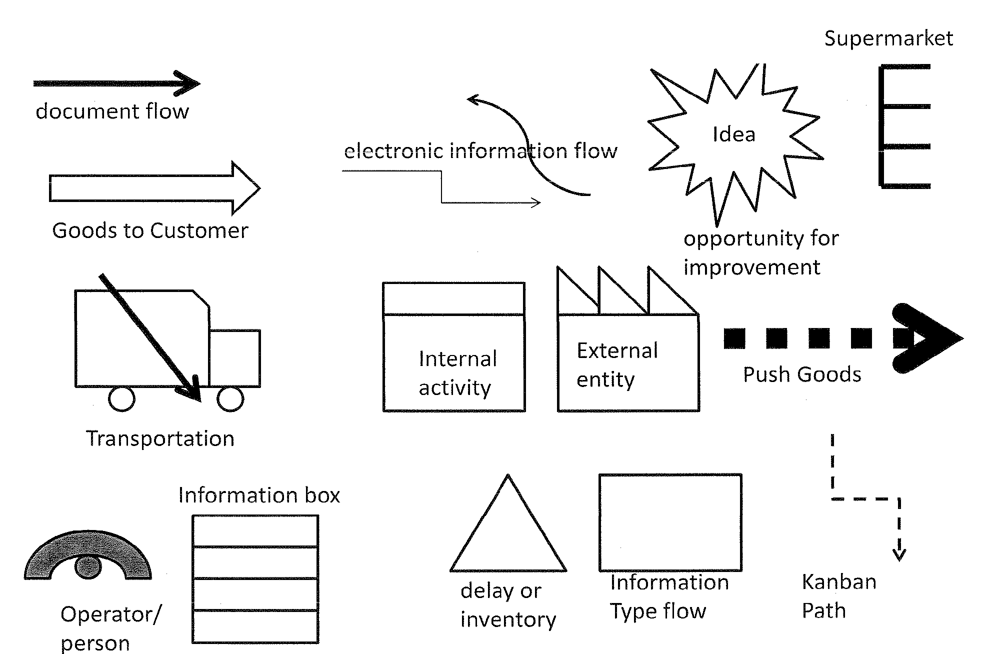 Supermarket
document flow
electronic information flow
Idea
Goods to Customer
opportunity for
improvement
Internal
activity
External
entity
Push Goods
Transportation
Information box
Operator/
person
delay or
inventory
Information
Type flow
Kanban
Path